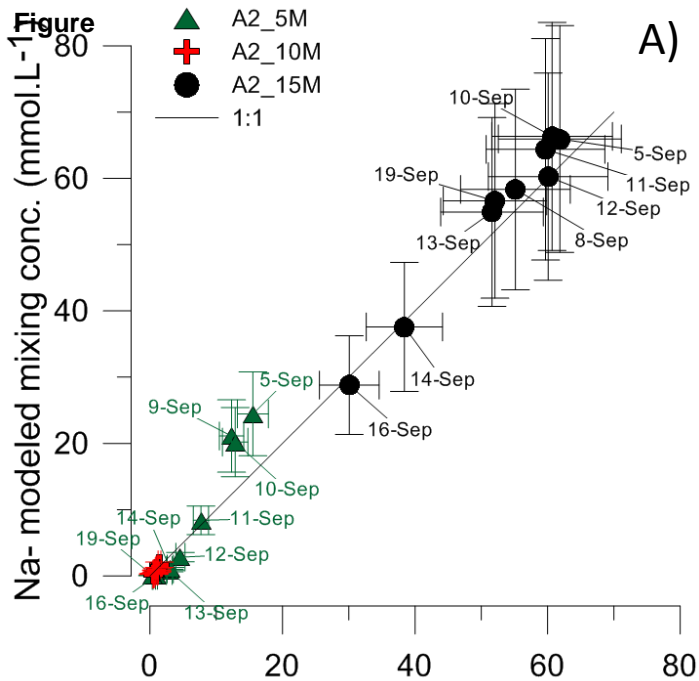 Figure
A2_5M
A2_10M
A2_15M
1:1
A)
Na- modeled mixing conc. (mmol.L-1)
80
60
40
20
0
10-Sep
5-Sep
11-Sep
19-Sep
12-Sep
13-Sep
8-Sep
14-Sep
16-Sep
5-Sep
9-Sep
10-Sep
11-Sep
14-Sep
19-Sep
12-Sep
16-Sep
13-Sep
0
20
40
60
80